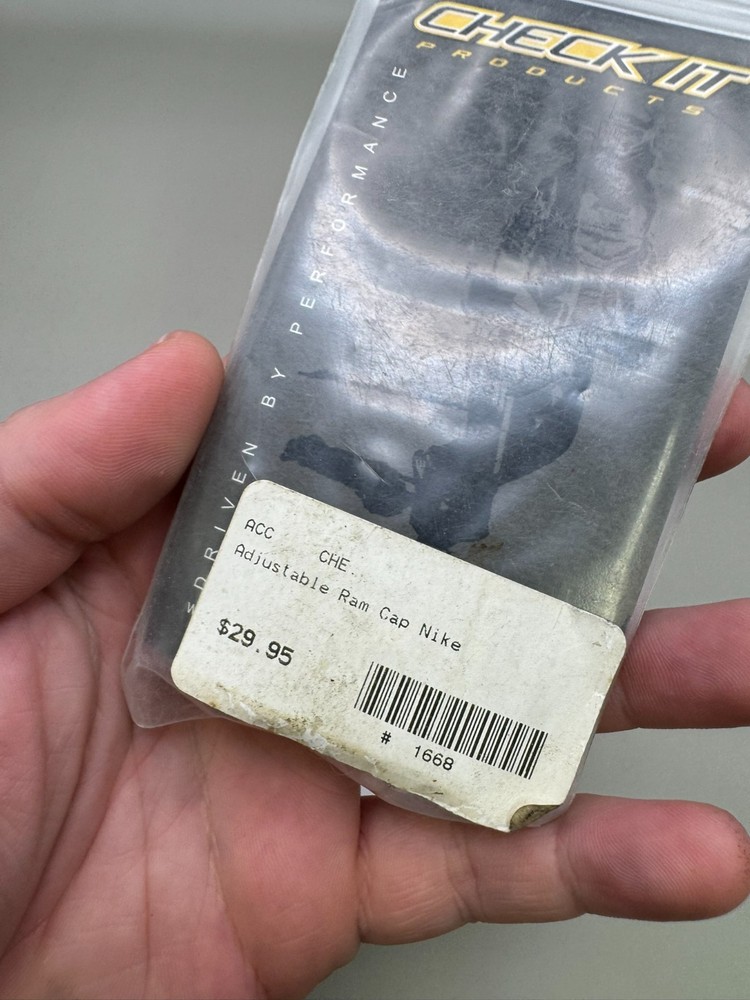 CHECK IT
PRODUCTS
DRIVEN BY PERFORMANCE
ACC CHE
Adjustable Ram Cap Nike
$29.95
# 1668